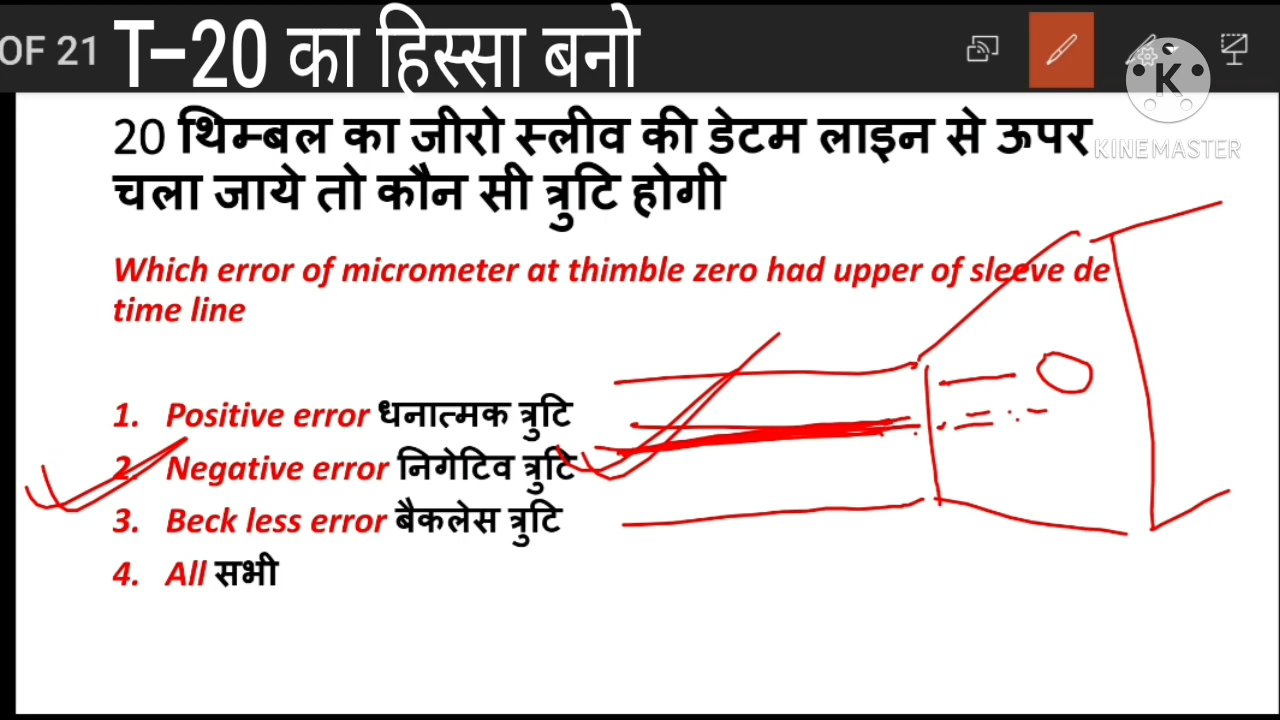 OF 21 T-20 का हिस्सा बनो
K
KINEMASTER
20 थिम्बल का जीरो स्लीव की डेटम लाइन से ऊपर
चला जाये तो कौन सी त्रुटि होगी
Which error of micrometer at thimble zero had upper of sleeve de
time line
1. Positive error धनात्मक त्रुटि
2. Negative error निगेटिव त्रुटि
3. Beck less error बैकलेस त्रुटि
4. All सभी